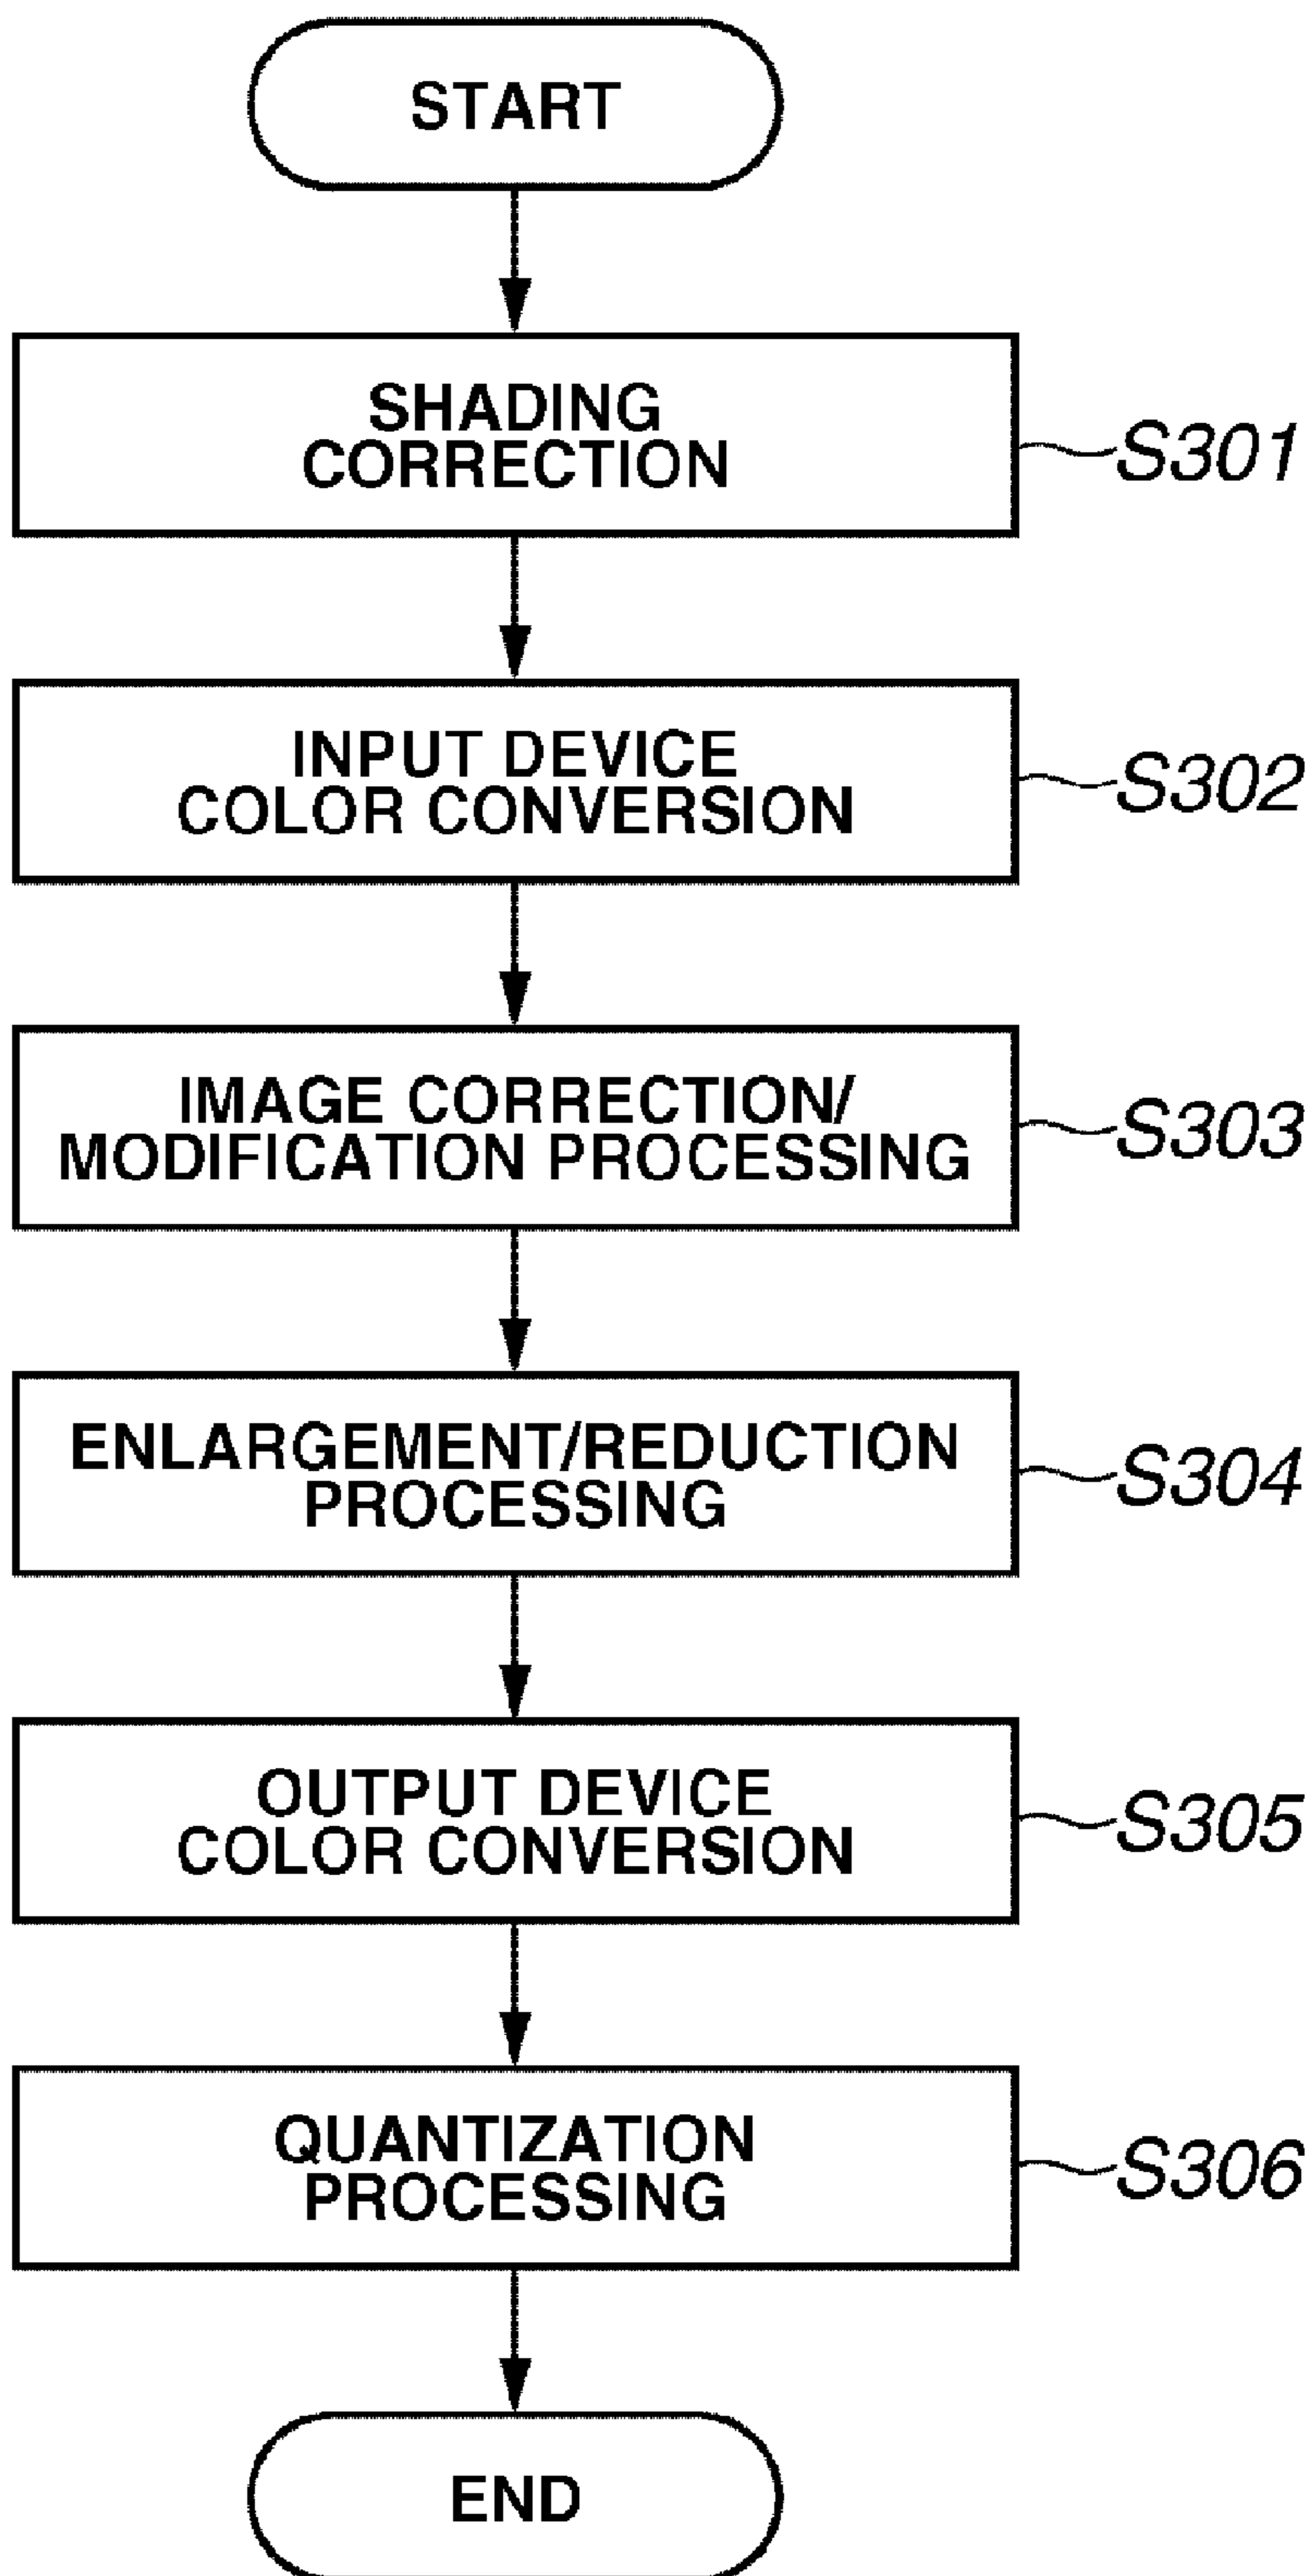 START
SHADING
CORRECTION
S301
INPUT DEVICE
COLOR CONVERSION
S302
IMAGE CORRECTION/
MODIFICATION PROCESSING
S303
ENLARGEMENT/REDUCTION
PROCESSING
S304
OUTPUT DEVICE
COLOR CONVERSION
S305
QUANTIZATION
PROCESSING
S306
END